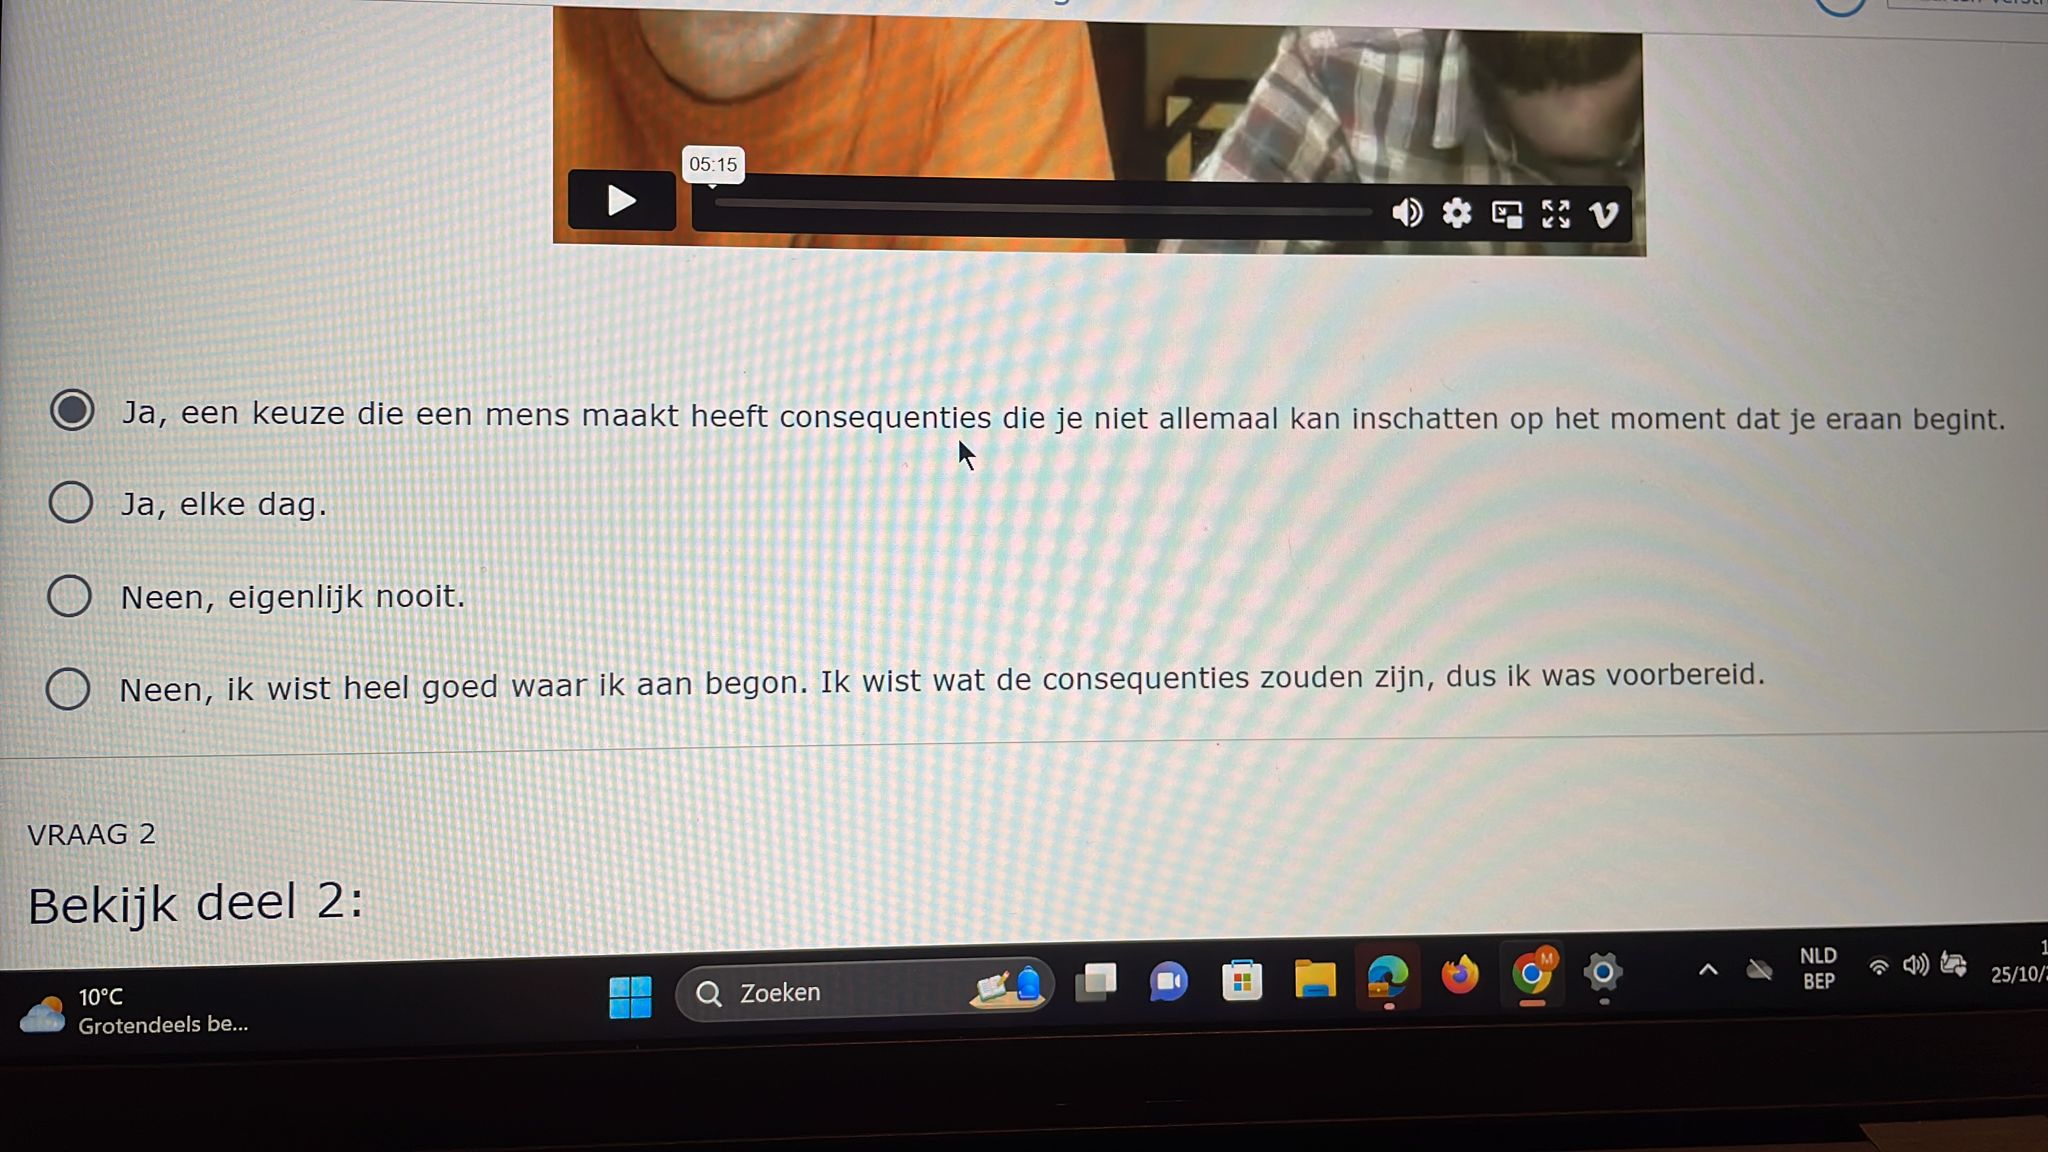 05:15
Ja, een keuze die een mens maakt heeft consequenties die je niet allemaal kan inschatten op het moment dat je eraan begint.
Ja, elke dag.
Neen, eigenlijk nooit.
Neen, ik wist heel goed waar ik aan begon. Ik wist wat de consequenties zouden zijn, dus ik was voorbereid.
VRAAG 2
Bekijk deel 2:
10°C
Grotendeels be...
Zoeken
M
NLD
BEP
25/10/